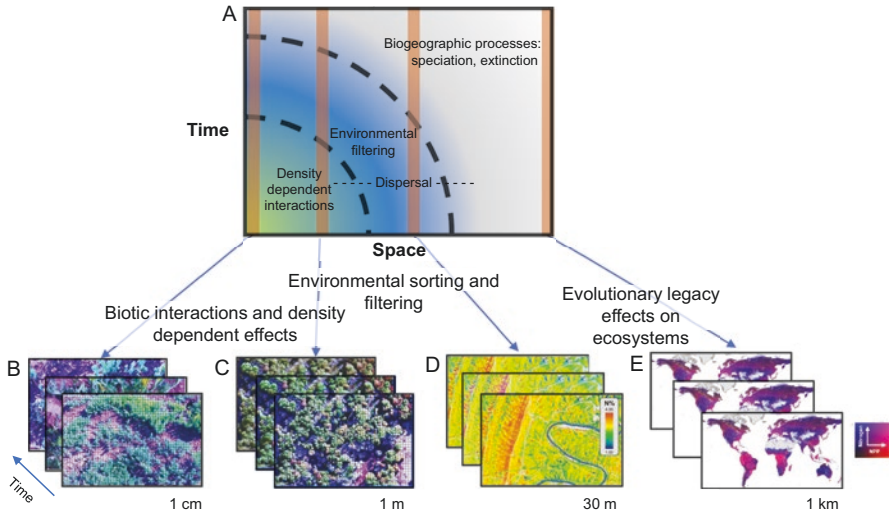 A
Biogeographic processes:
speciation, extinction
Time
Environmental
filtering
Density
dependent
interactions
Dispersal
Space
Environmental sorting and
filtering
Biotic interactions and density
dependent effects
Evolutionary legacy
effects on
ecosystems
B
C
D
E
N%
Time
1 cm
1 m
30 m
1 km